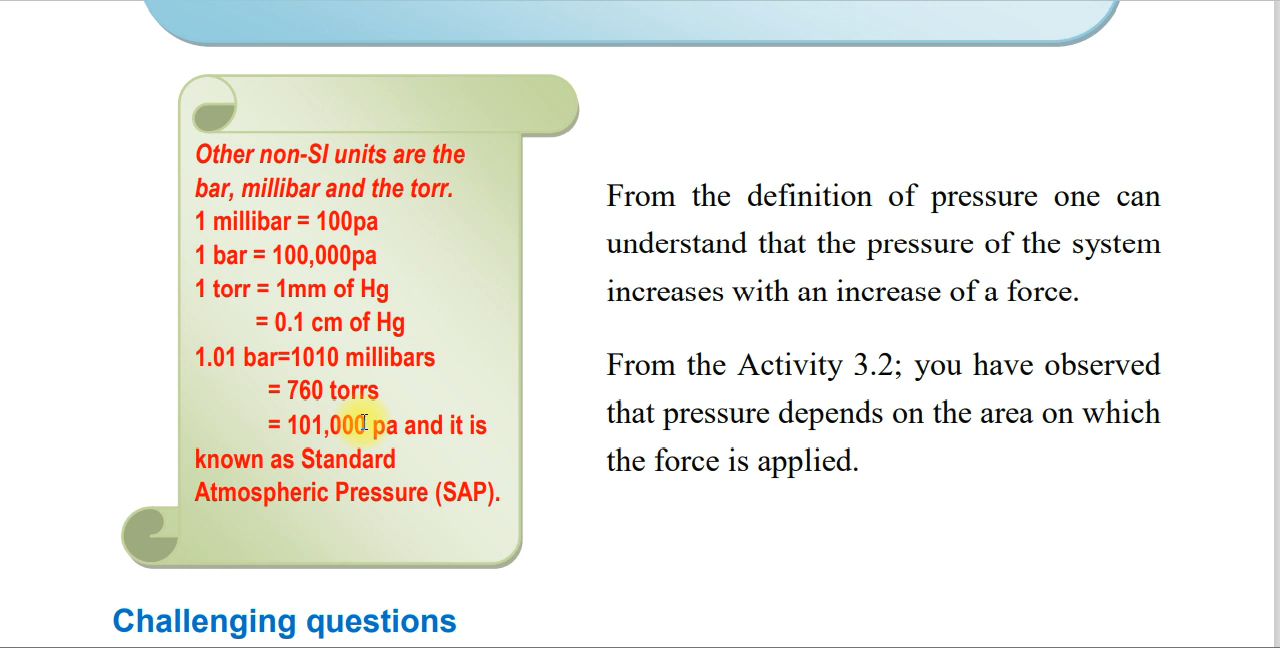 Other non-SI units are the
bar, millibar and the torr.
1 millibar = 100pa
1 bar = 100,000pa
1 torr = 1mm of Hg
= 0.1 cm of Hg
1.01 bar=1010 millibars
= 760 torrs
= 101,000 pa and it is
known as Standard
Atmospheric Pressure (SAP).
From the definition of pressure one can
understand that the pressure of the system
increases with an increase of a force.
From the Activity 3.2; you have observed
that pressure depends on the area on which
the force is applied.
Challenging questions